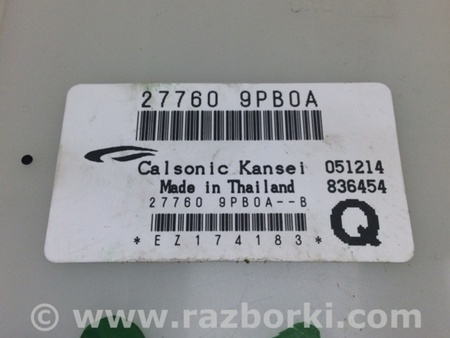 27760 9PB0A
Calsonic Kansei 051214
Made in Thailand 836454
27760 9PB0A--B
Q
*EZ174183*
© www.razborki.com